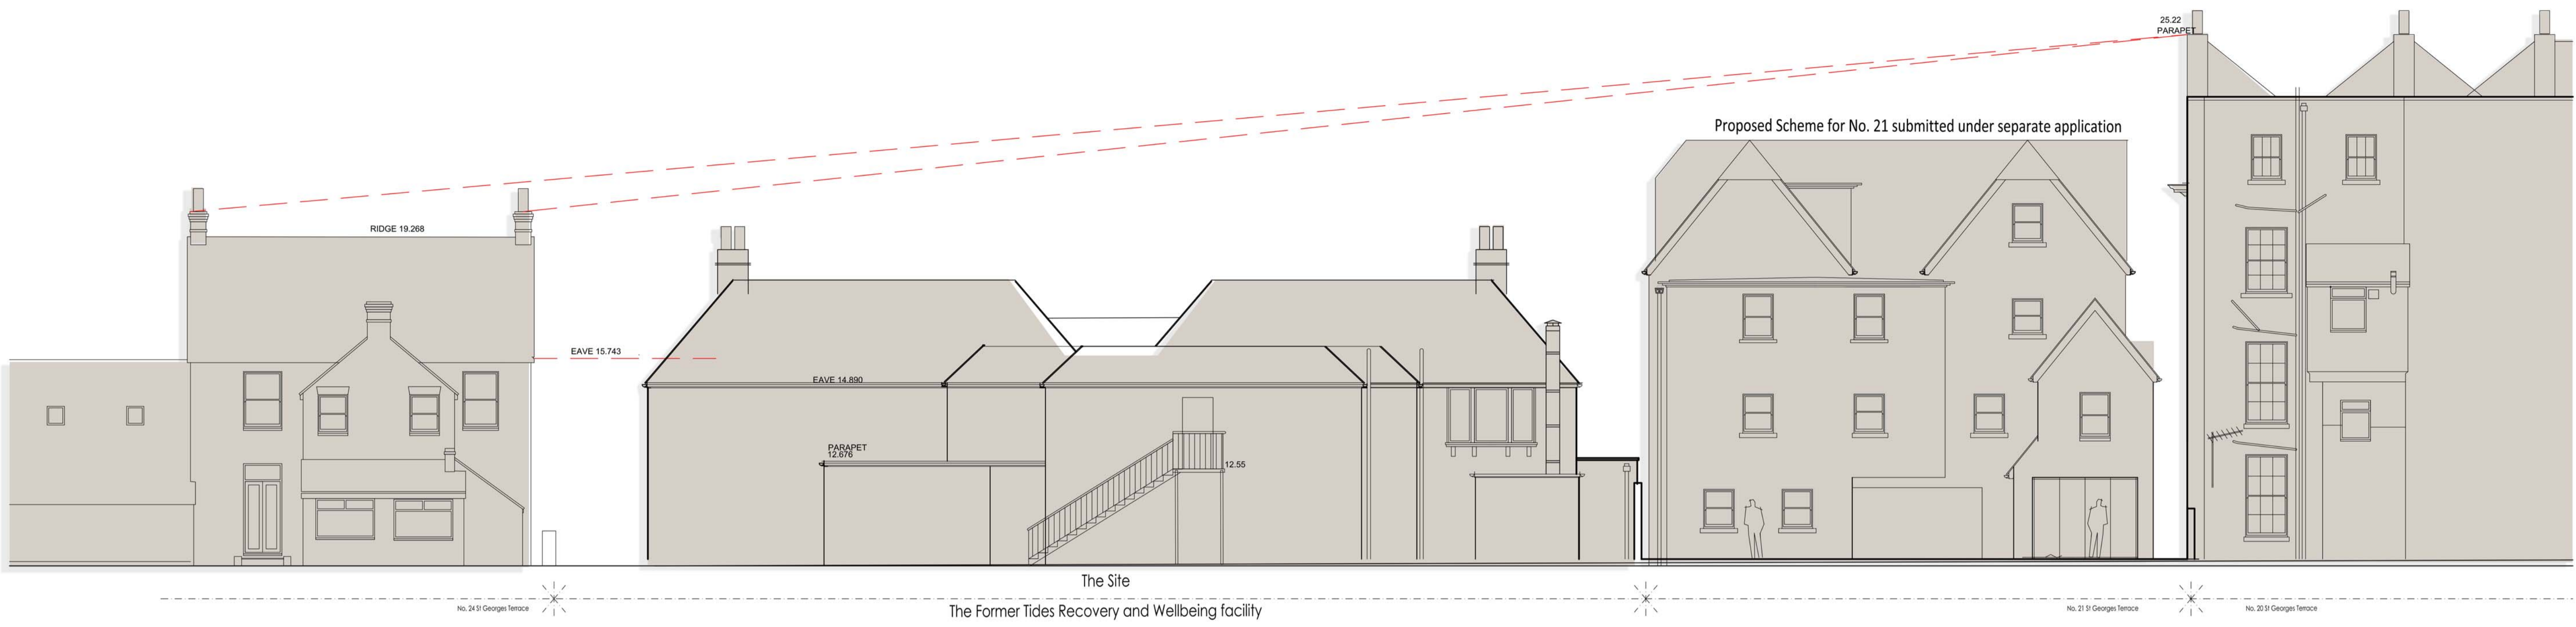 25.22
PARAPET
Proposed Scheme for No. 21 submitted under separate application
RIDGE 19.268
EAVE 15.743
EAVE 14.890
PARAPET
12.676
12.55
The Site
No. 24 St Georges Terrace
The Former Tides Recovery and Wellbeing facility
No. 21 St Georges Terrace
No. 20 St Georges Terrace